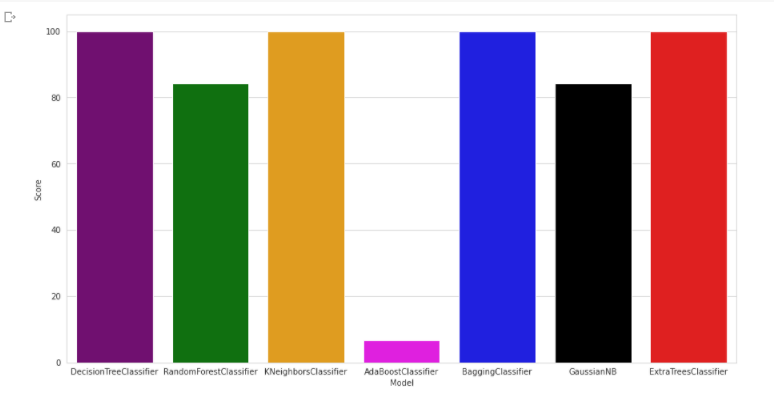 100
80
60
40
20
0
Score
DecisionTreeClassifier RandomForestClassifier KNeighborsClassifier AdaBoostClassifier BaggingClassifier GaussianNB ExtraTreesClassifier
Model